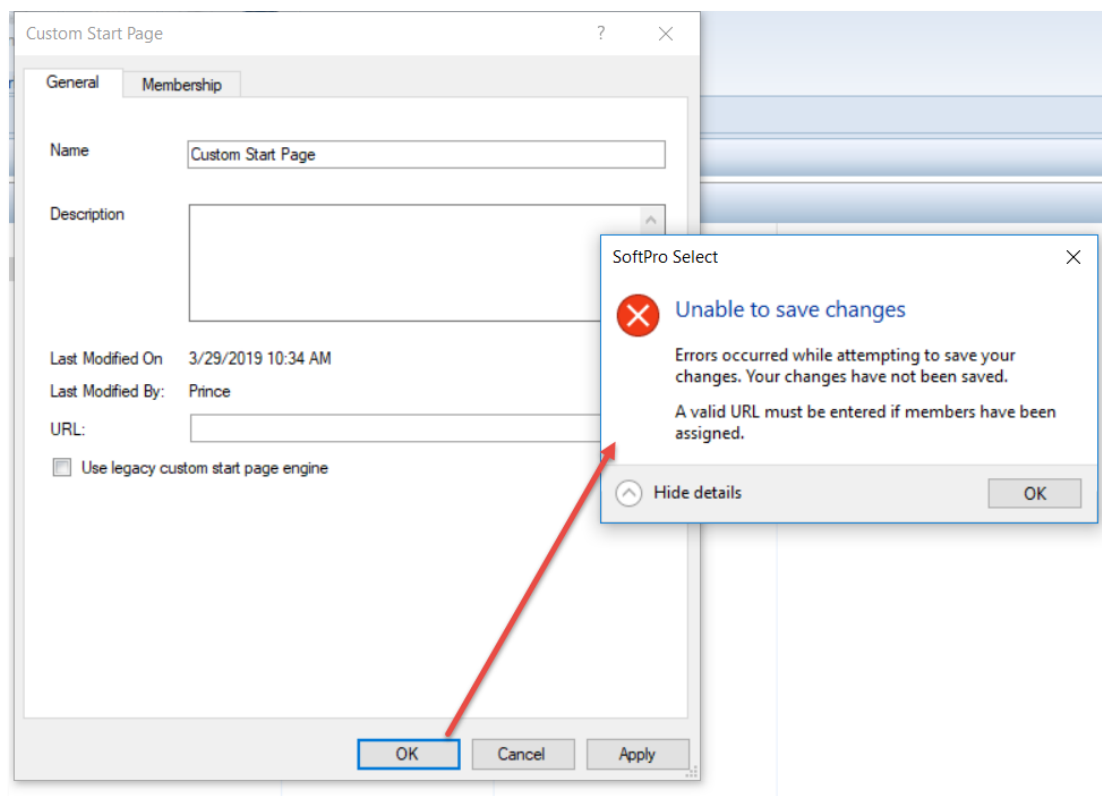 Custom Start Page
?
General
Membership
Name
Custom Start Page
Description
Last Modified On 3/29/2019 10:34 AM
Last Modified By: Prince
URL:
Use legacy custom start page engine
OK
Cancel
Apply
SoftPro Select
Unable to save changes
Errors occurred while attempting to save your
changes. Your changes have not been saved.
A valid URL must be entered if members have been
assigned.
Hide details
OK